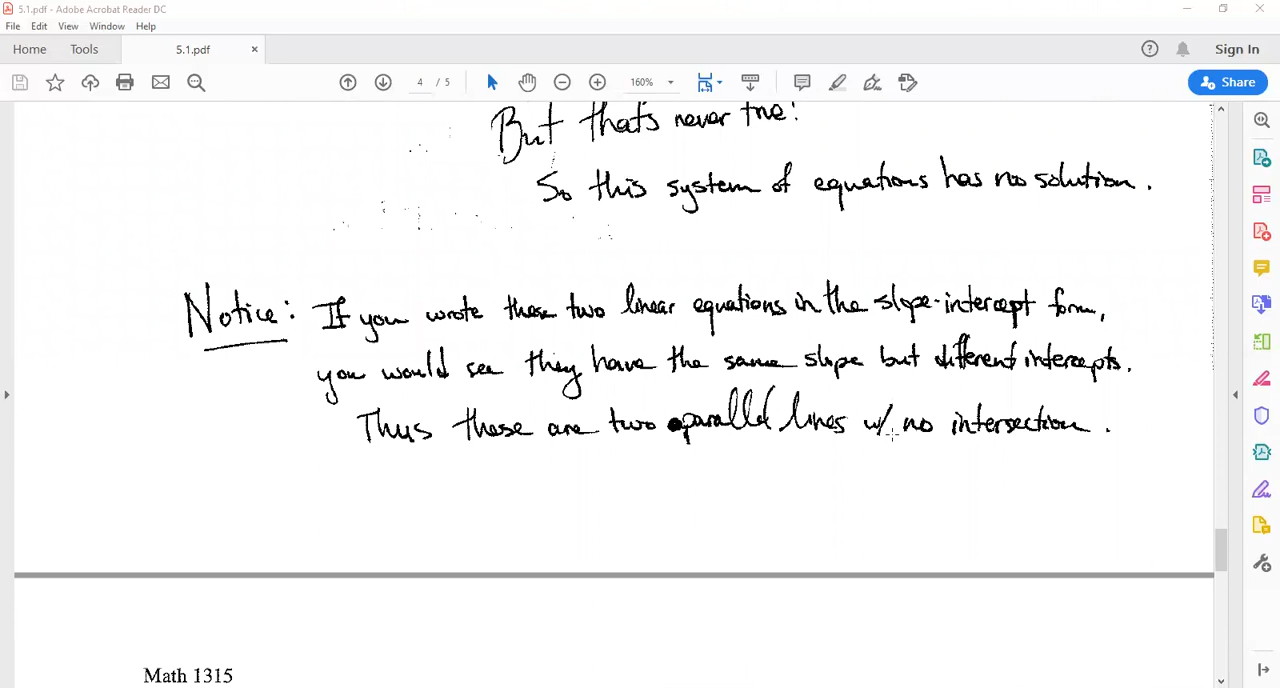 5.1.pdf - Adobe Acrobat Reader DC
File Edit View Window Help
Home Tools 5.1.pdf × Sign In
4 / 5 160% Share
But that's never true!
So this system of equations has no solution.
Notice: If you wrote these two linear equations in the slope-intercept form,
you would see they have the same slope but different intercepts.
Thus these are two parallel lines w/ no intersection.
Math 1315